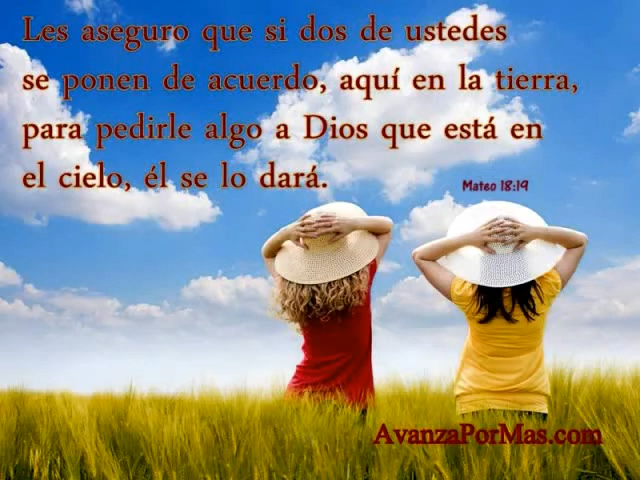 Les aseguro que si dos de ustedes
se ponen de acuerdo, aquí en la tierra,
para pedirle algo a Dios que está en
el cielo, él se lo dará.
Mateo 18:19
AvanzaPorMas.com